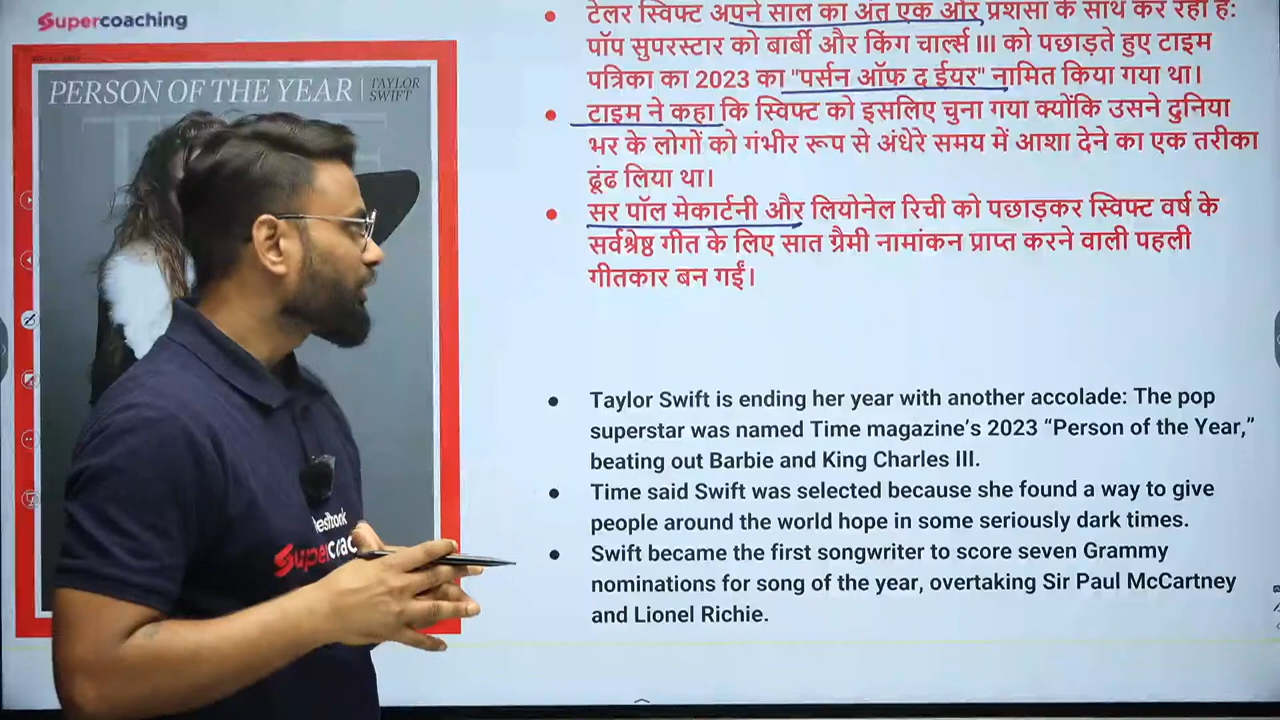 Supercoaching
PERSON OF THE YEAR | TAYLOR
SWIFT
टेलर स्विफ्ट अपने साल का अंत एक और प्रशंसा के साथ कर रही है:
पॉप सुपरस्टार को बार्बी और किंग चार्ल्स III को पछाड़ते हुए टाइम
पत्रिका का 2023 का "पर्सन ऑफ द ईयर" नामित किया गया था।
टाइम ने कहा कि स्विफ्ट को इसलिए चुना गया क्योंकि उसने दुनिया
भर के लोगों को गंभीर रूप से अंधेरे समय में आशा देने का एक तरीका
ढूंढ लिया था।
सर पॉल मेकार्टनी और लियोनेल रिची को पछाड़कर स्विफ्ट वर्ष के
सर्वश्रेष्ठ गीत के लिए सात ग्रैमी नामांकन प्राप्त करने वाली पहली
गीतकार बन गईं।
Taylor Swift is ending her year with another accolade: The pop
superstar was named Time magazine's 2023 “Person of the Year,”
beating out Barbie and King Charles III.
Time said Swift was selected because she found a way to give
people around the world hope in some seriously dark times.
Swift became the first songwriter to score seven Grammy
nominations for song of the year, overtaking Sir Paul McCartney
and Lionel Richie.